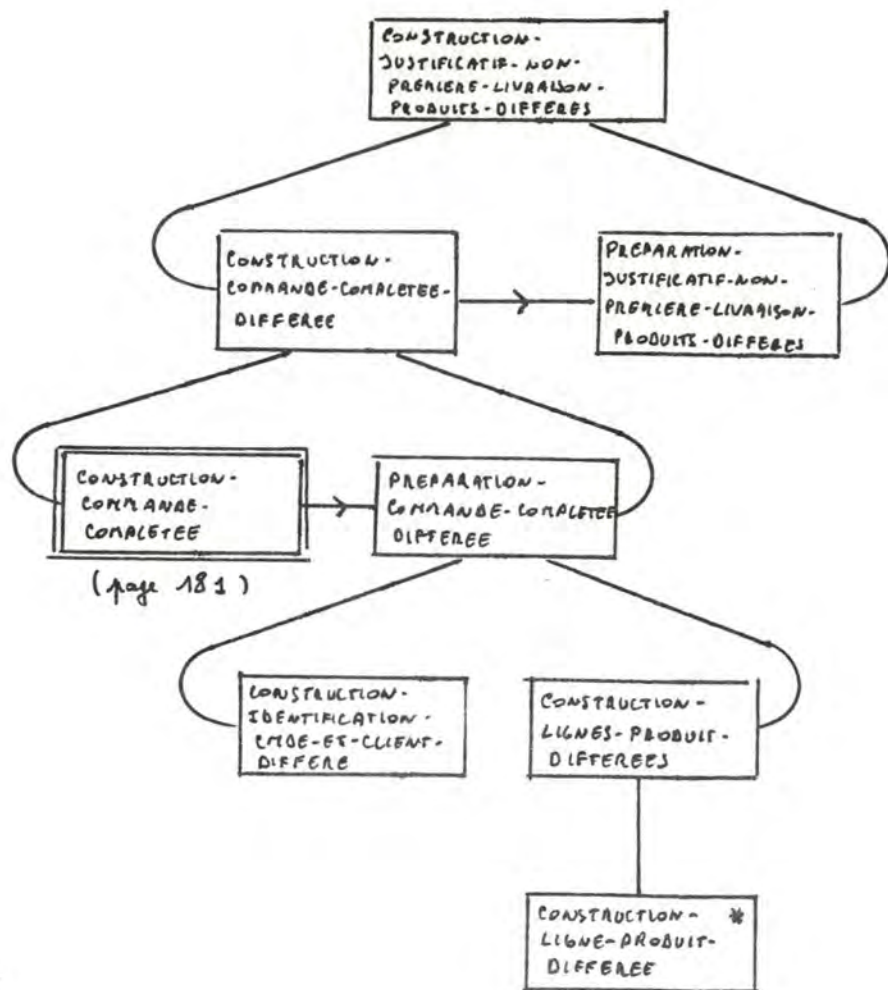 CONSTRUCTION-
JUSTIFICATIF-NON-
PREMIERE-LIVRAISON-
PRODUITS-DIFFERES
CONSTRUCTION-
COMMANDE-COMPLETEE-
DIFFEREE
PREPARATION-
JUSTIFICATIF-NON-
PREMIERE-LIVRAISON-
PRODUITS-DIFFERES
CONSTRUCTION-
COMMANDE-
COMPLETEE
(page 181)
PREPARATION-
COMMANDE-COMPLETEE
DIFFEREE
CONSTRUCTION-
IDENTIFICATION-
CMDE-ET-CLIENT-
DIFFERE
CONSTRUCTION-
LIGNES-PRODUIT-
DIFFEREES
CONSTRUCTION- *
LIGNE-PRODUIT-
DIFFEREE